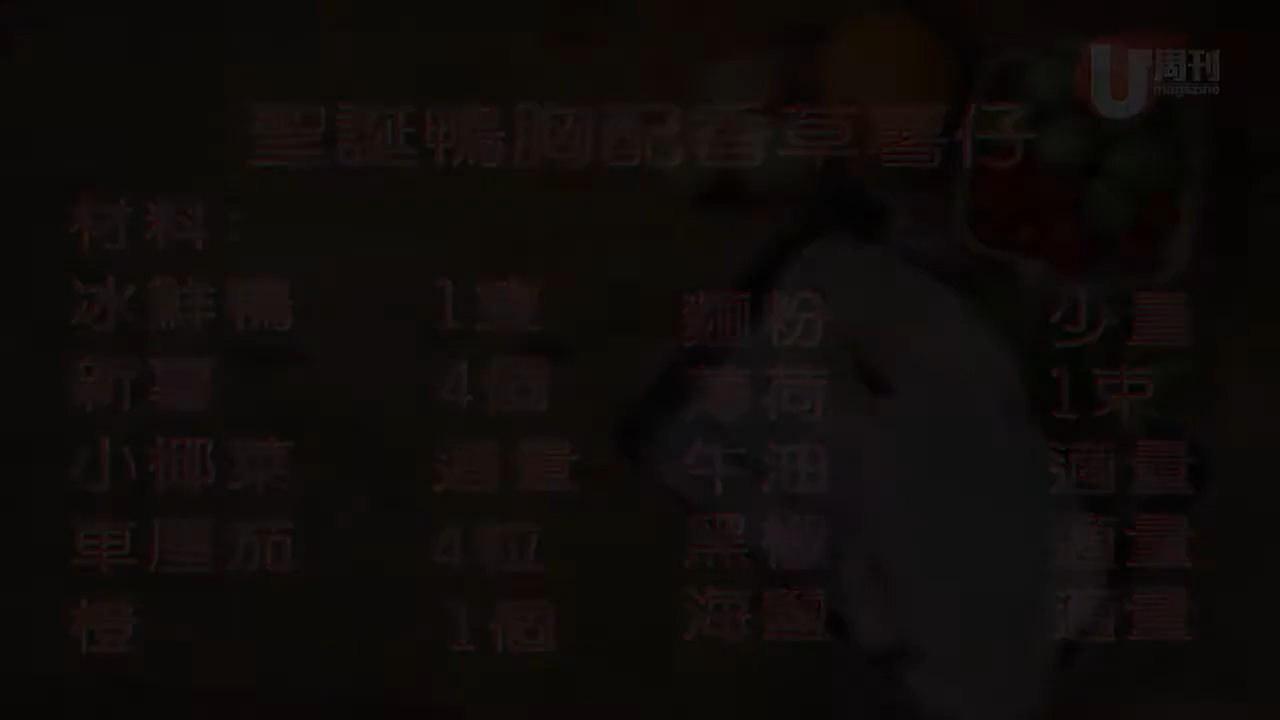 U周刊
magazine
聖誕鴨胸配香草薯仔
材料：
冰鮮鴨 1隻
新薯 4個
小椰菜 適量
車厘茄 4粒
橙 1個
麵粉 少量
薄荷 1束
牛油 適量
黑椒 適量
海鹽 適量